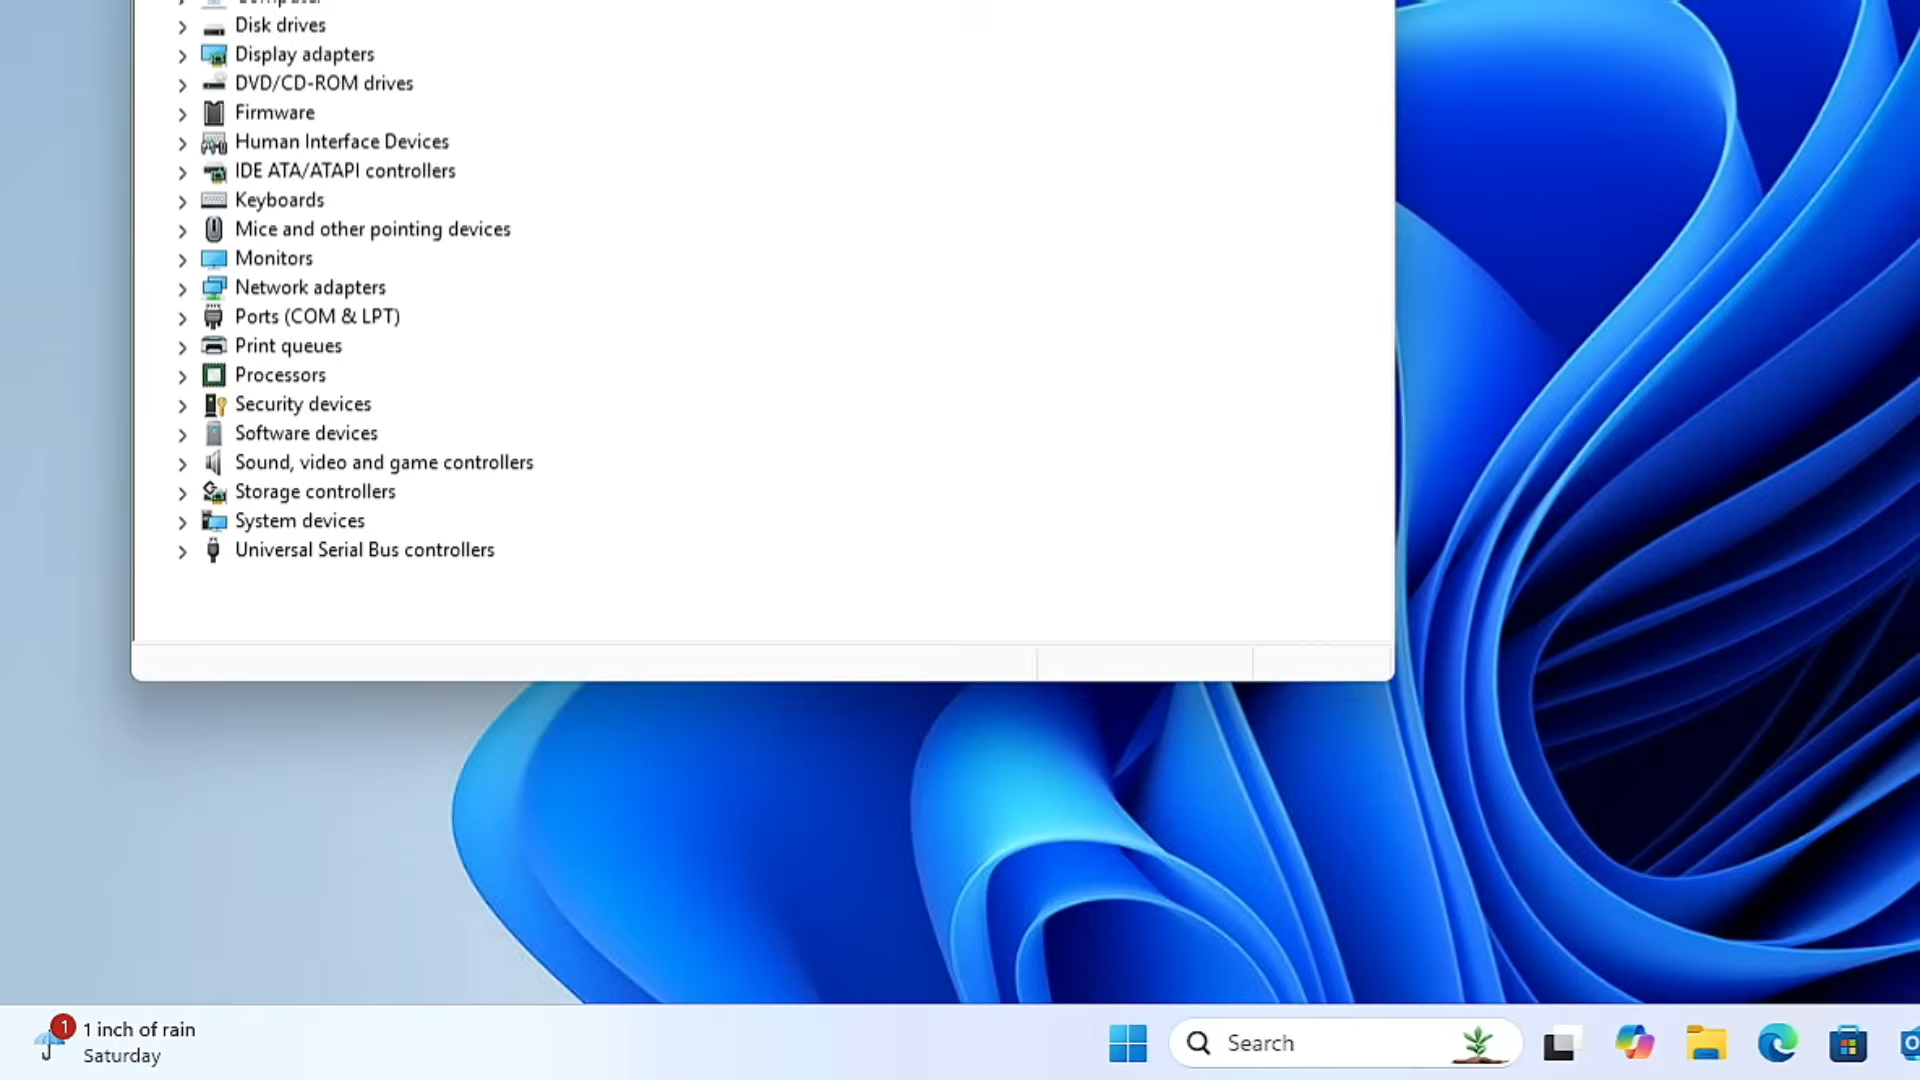 Disk drives
Display adapters
DVD/CD-ROM drives
Firmware
Human Interface Devices
IDE ATA/ATAPI controllers
Keyboards
Mice and other pointing devices
Monitors
Network adapters
Ports (COM & LPT)
Print queues
Processors
Security devices
Software devices
Sound, video and game controllers
Storage controllers
System devices
Universal Serial Bus controllers
1
1 inch of rain
Saturday
Search